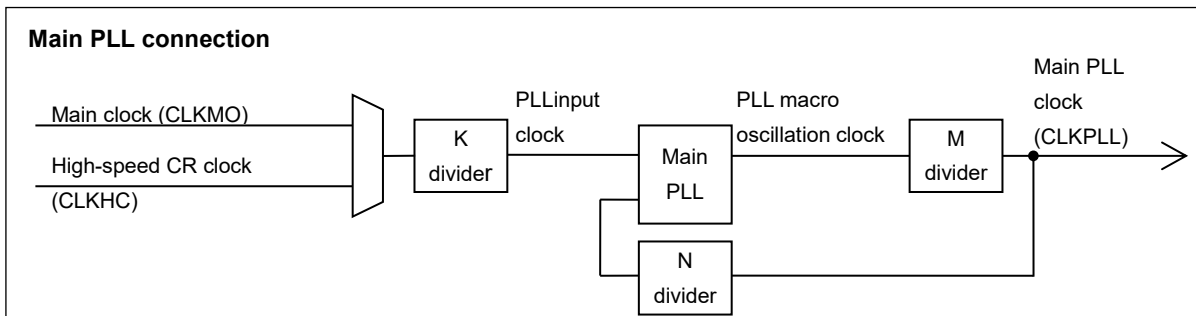 Main PLL connection
Main clock (CLKMO)
High-speed CR clock
(CLKHC)
K
divider
PLLinput
clock
Main
PLL
PLL macro
oscillation clock
M
divider
Main PLL
clock
(CLKPLL)
N
divider